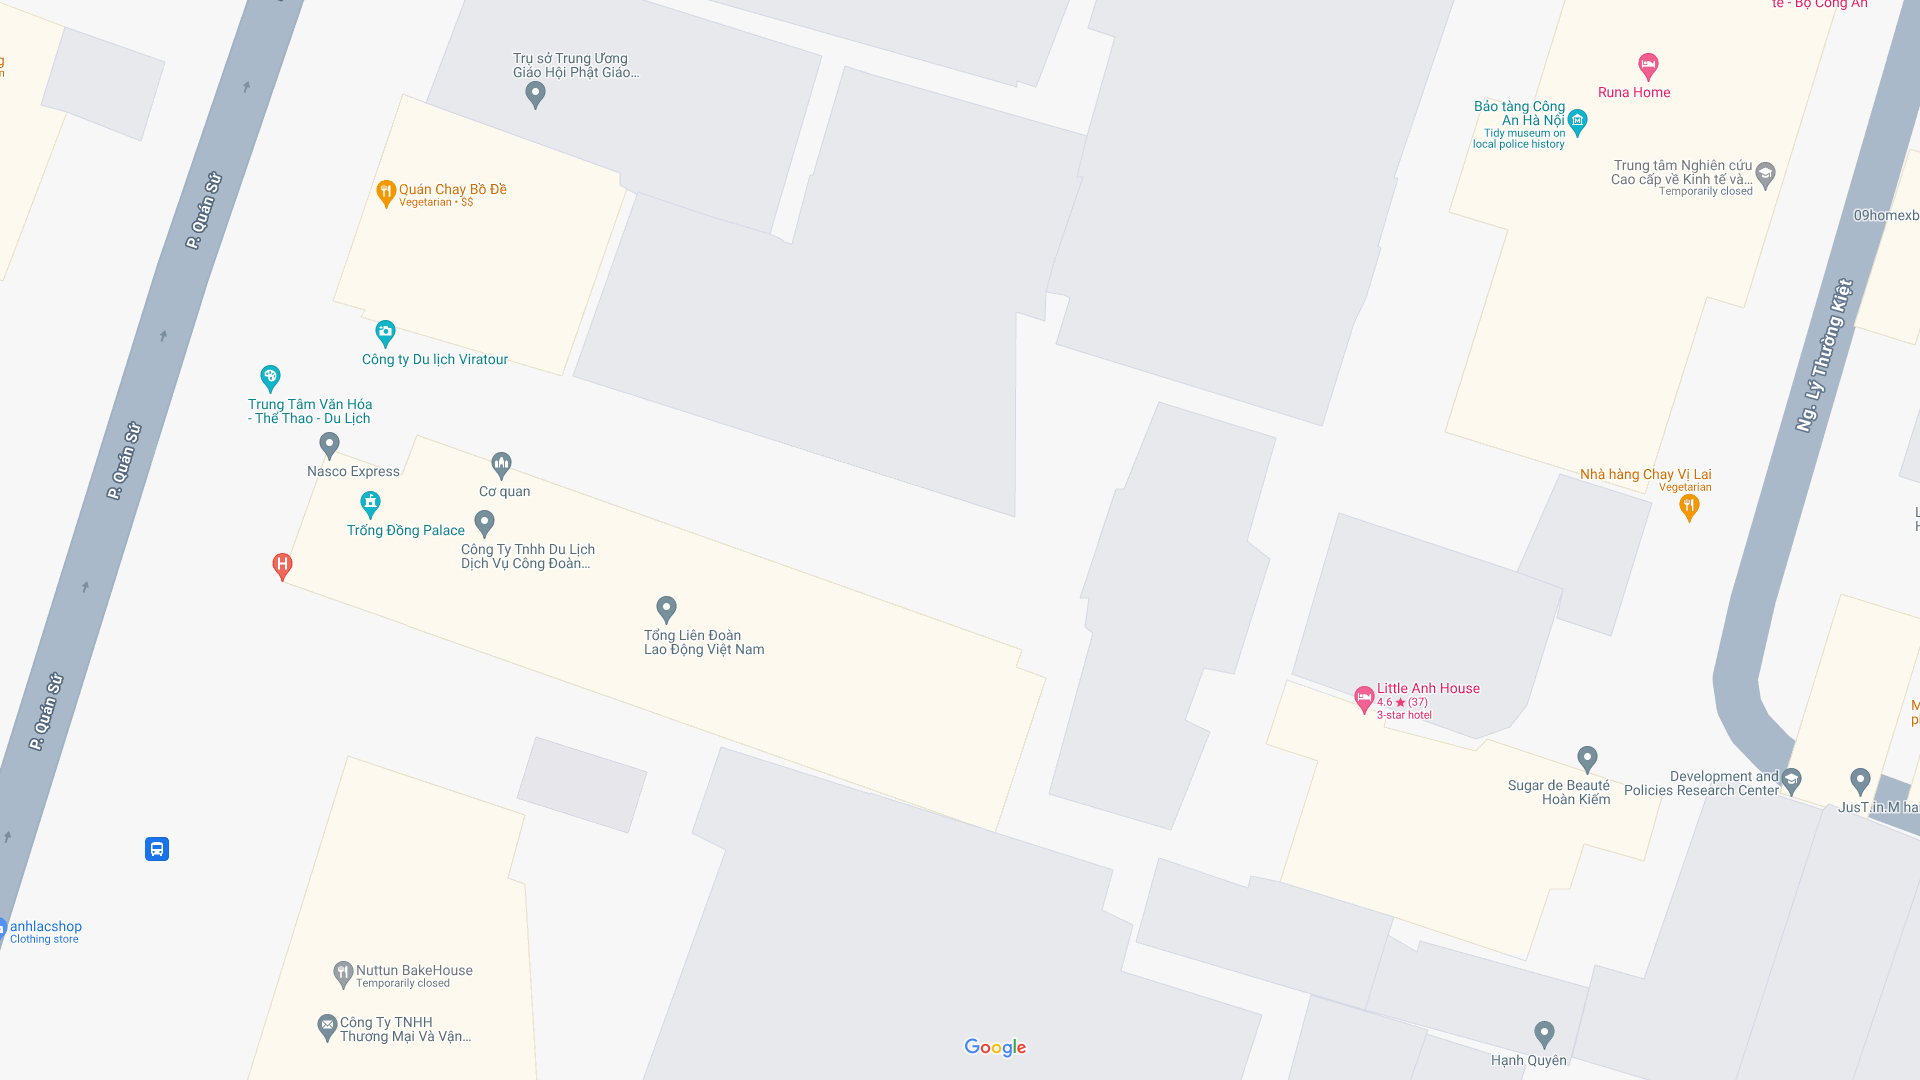 tế - Bộ Công An
Trụ sở Trung Ương
Giáo Hội Phật Giáo...
Runa Home
Bảo tàng Công
An Hà Nội
Tidy museum on
local police history
Trung tâm Nghiên cứu
Cao cấp về Kinh tế và...
Temporarily closed
Quán Chay Bồ Đề
Vegetarian • $$
P. Quán Sứ
09homexb
Công ty Du lịch Viratour
Ng. Lý Thường Kiệt
Trung Tâm Văn Hóa
- Thể Thao - Du Lịch
P. Quán Sứ
Nasco Express
Cơ quan
Nhà hàng Chay Vị Lai
Vegetarian
Trống Đồng Palace
Công Ty Tnhh Du Lịch
Dịch Vụ Công Đoàn...
H
Tổng Liên Đoàn
Lao Động Việt Nam
P. Quán Sứ
Little Anh House
4.6 ★ (37)
3-star hotel
Sugar de Beauté
Hoàn Kiếm
Development and
Policies Research Center
JusT.in.M ha
anhlacshop
Clothing store
Nuttun BakeHouse
Temporarily closed
Công Ty TNHH
Thương Mại Và Vận...
Google
Hạnh Quyên